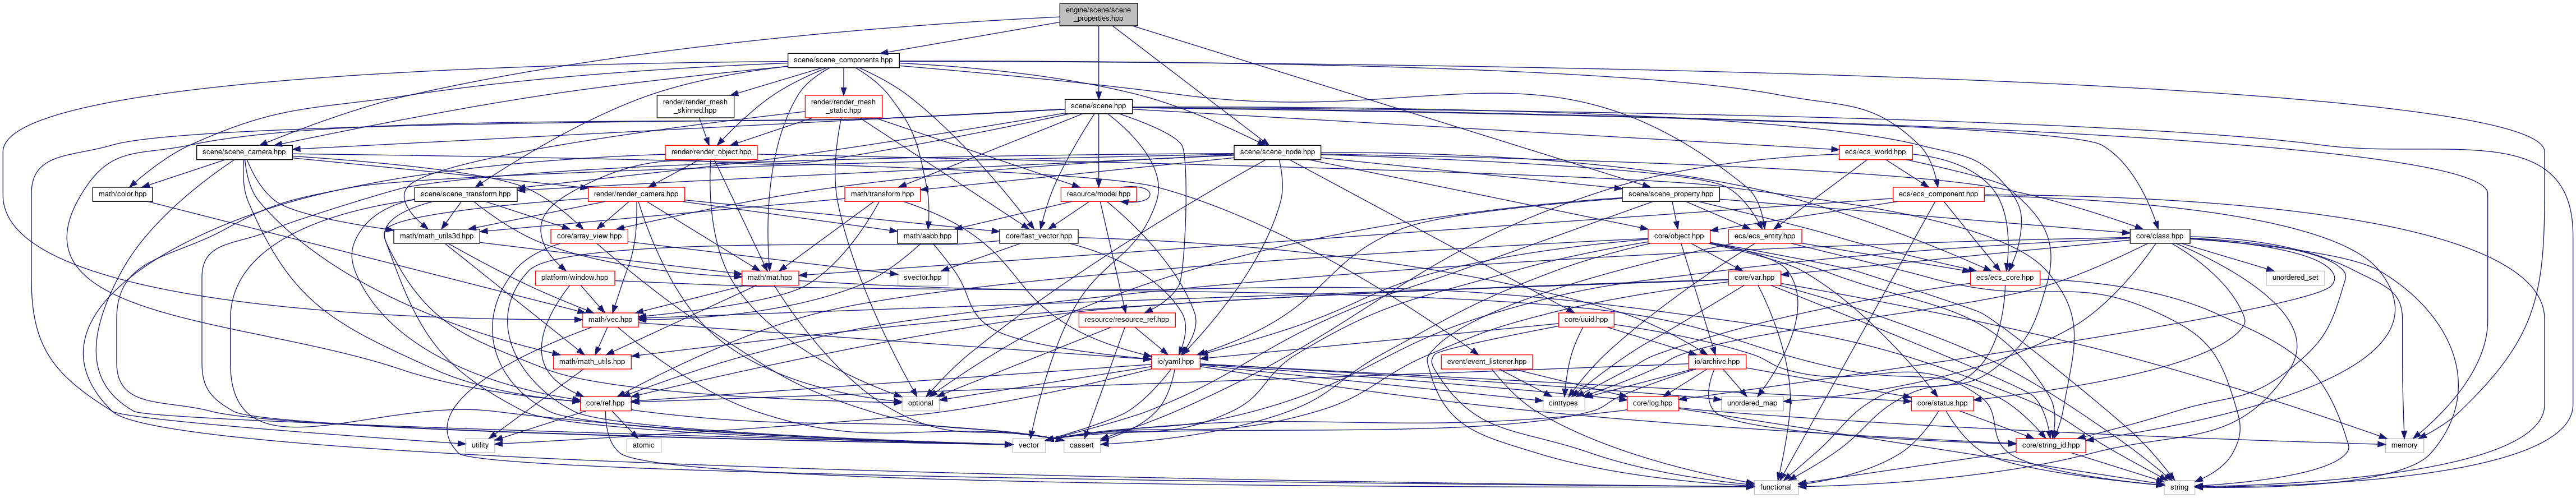 engine/scene/scene
_properties.hpp
scene/scene_components.hpp
render/render_mesh
_skinned.hpp
render/render_mesh
_static.hpp
scene/scene.hpp
scene/scene_camera.hpp
render/render_object.hpp
scene/scene_node.hpp
ecs/ecs_world.hpp
math/color.hpp
scene/scene_transform.hpp
render/render_camera.hpp
math/transform.hpp
resource/model.hpp
scene/scene_property.hpp
ecs/ecs_component.hpp
math/math_utils3d.hpp
core/array_view.hpp
math/aabb.hpp
core/fast_vector.hpp
core/object.hpp
ecs/ecs_entity.hpp
core/class.hpp
platform/window.hpp
math/mat.hpp
svector.hpp
core/var.hpp
ecs/ecs_core.hpp
unordered_set
math/vec.hpp
resource/resource_ref.hpp
core/uuid.hpp
math/math_utils.hpp
io/yaml.hpp
event/event_listener.hpp
io/archive.hpp
core/ref.hpp
optional
cinttypes
core/log.hpp
unordered_map
core/status.hpp
utility
atomic
vector
cassert
core/string_id.hpp
memory
functional
string